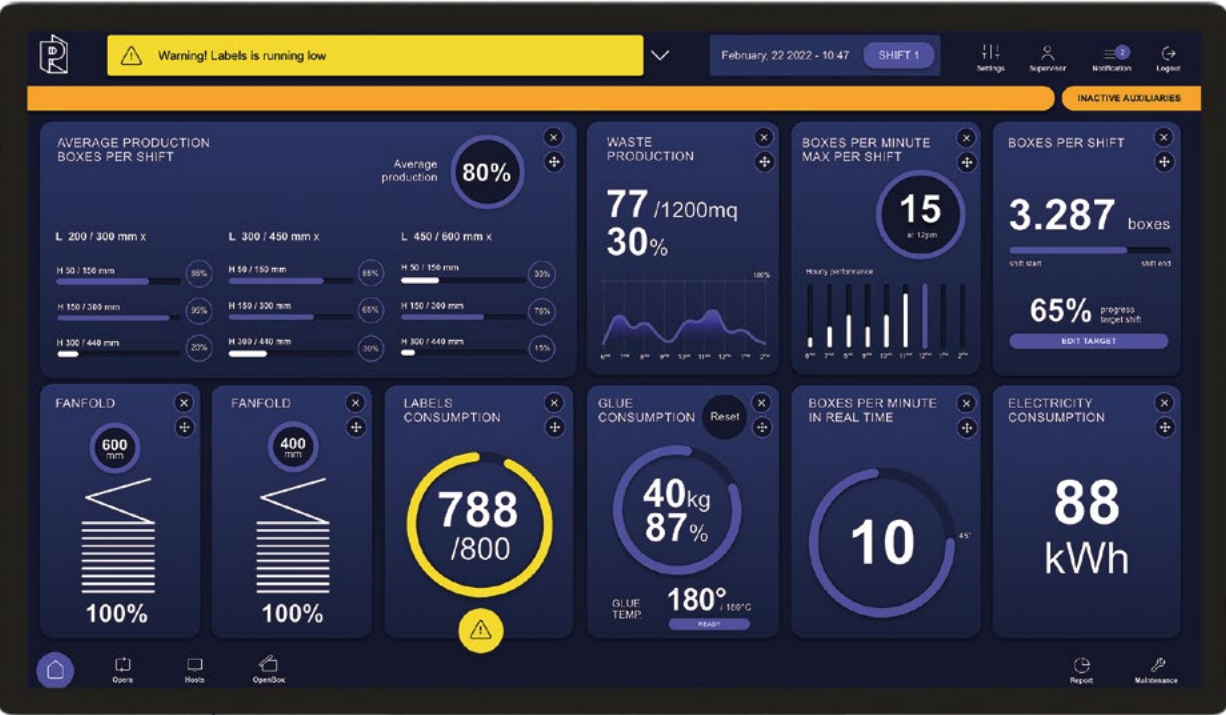 Warning! Labels is running low
February, 22 2022 - 10:47
SHIFT 1
Settings
Supervisor
2
Notification
Logout
INACTIVE AUXILIARIES
AVERAGE PRODUCTION
BOXES PER SHIFT
Average
production
80%
L 200 / 300 mm x
H 50 / 150 mm
H 150 / 300 mm
H 300 / 440 mm
20%
L 300 / 450 mm x
H 50 / 150 mm
85%
H 150 / 300 mm
65%
H 300 / 440 mm
30%
L 450 / 600 mm x
H 50 / 150 mm
30%
H 150 / 300 mm
H 300 / 440 mm
15%
WASTE
PRODUCTION
77 /1200mq
30%
100%
BOXES PER MINUTE
MAX PER SHIFT
15
at 12pm
Hourly performance
BOXES PER SHIFT
3.287 boxes
shift start
shift end
65% progress
target shift
EDIT TARGET
FANFOLD
600
mm
100%
FANFOLD
400
mm
100%
LABELS
CONSUMPTION
788
/800
GLUE
CONSUMPTION
Reset
40kg
87%
GLUE
TEMP.
180° / 180°C
READY
BOXES PER MINUTE
IN REAL TIME
10
ELECTRICITY
CONSUMPTION
88
kWh
Opera
Hosts
OpenBox
Report
Maintenance